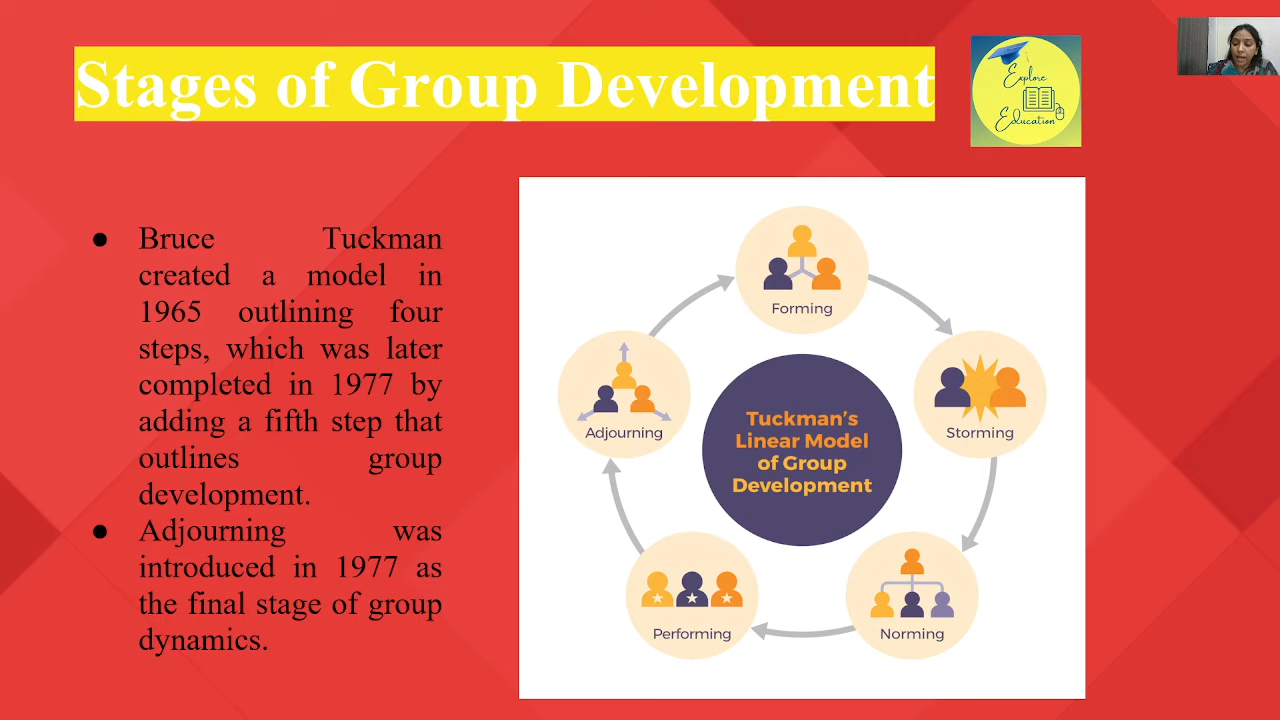 Stages of Group Development
Explore
Education
● Bruce Tuckman
created a model in
1965 outlining four
steps, which was later
completed in 1977 by
adding a fifth step that
outlines group
development.
● Adjourning was
introduced in 1977 as
the final stage of group
dynamics.
Forming
Storming
Norming
Performing
Adjourning
Tuckman's
Linear Model
of Group
Development